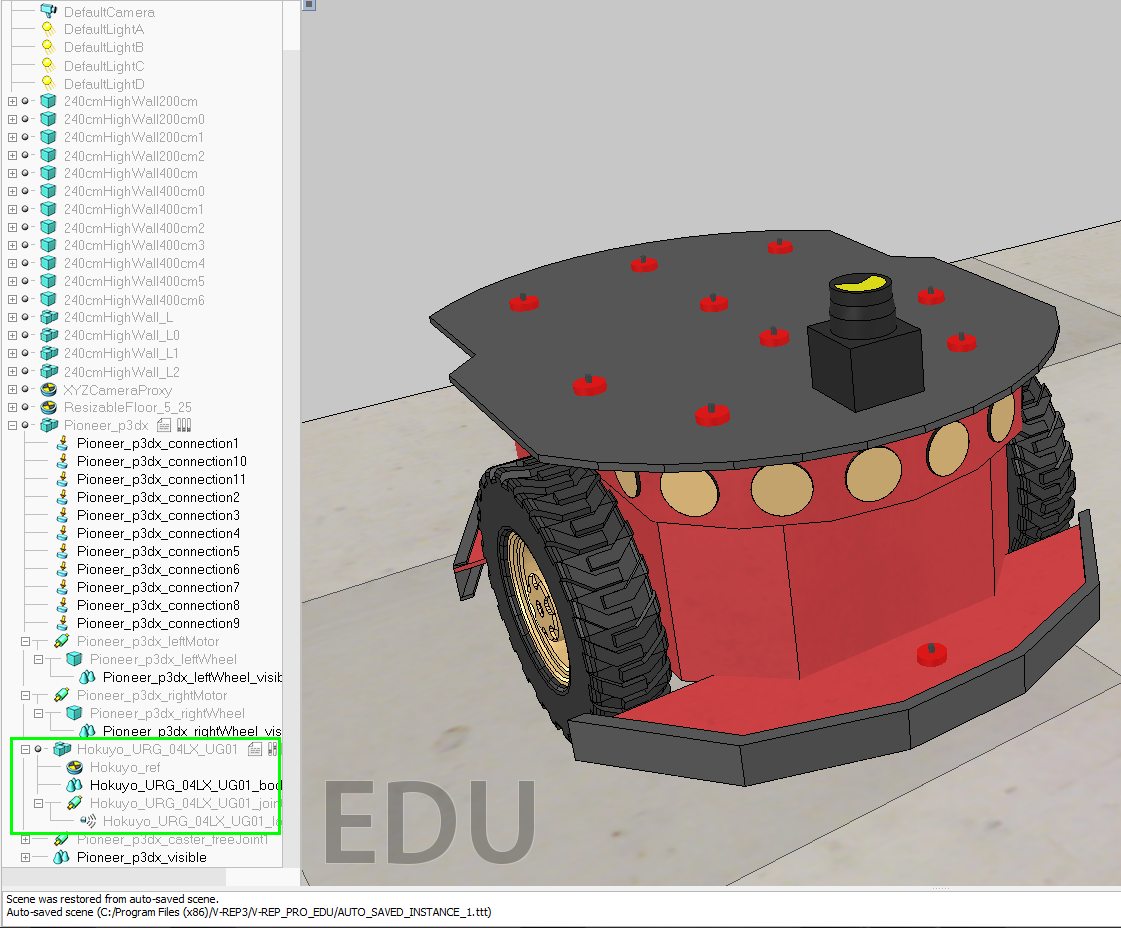 DefaultCamera
DefaultLightA
DefaultLightB
DefaultLightC
DefaultLightD
240cmHighWall200cm
240cmHighWall200cm0
240cmHighWall200cm1
240cmHighWall200cm2
240cmHighWall400cm
240cmHighWall400cm0
240cmHighWall400cm1
240cmHighWall400cm2
240cmHighWall400cm3
240cmHighWall400cm4
240cmHighWall400cm5
240cmHighWall400cm6
240cmHighWall_L
240cmHighWall_L0
240cmHighWall_L1
240cmHighWall_L2
XYZCameraProxy
ResizableFloor_5_25
Pioneer_p3dx
Pioneer_p3dx_connection1
Pioneer_p3dx_connection10
Pioneer_p3dx_connection11
Pioneer_p3dx_connection2
Pioneer_p3dx_connection3
Pioneer_p3dx_connection4
Pioneer_p3dx_connection5
Pioneer_p3dx_connection6
Pioneer_p3dx_connection7
Pioneer_p3dx_connection8
Pioneer_p3dx_connection9
Pioneer_p3dx_leftMotor
Pioneer_p3dx_leftWheel
Pioneer_p3dx_leftWheel_visib
Pioneer_p3dx_rightMotor
Pioneer_p3dx_rightWheel
Pioneer_p3dx_rightWheel_vis
Hokuyo_URG_04LX_UG01
Hokuyo_ref
Hokuyo_URG_04LX_UG01_bod
Hokuyo_URG_04LX_UG01_join
Hokuyo_URG_04LX_UG01_l
Pioneer_p3dx_caster_freeJoint1
Pioneer_p3dx_visible
EDU
Scene was restored from auto-saved scene.
Auto-saved scene (C:/Program Files (x86)/V-REP3/V-REP_PRO_EDU/AUTO_SAVED_INSTANCE_1.ttt)